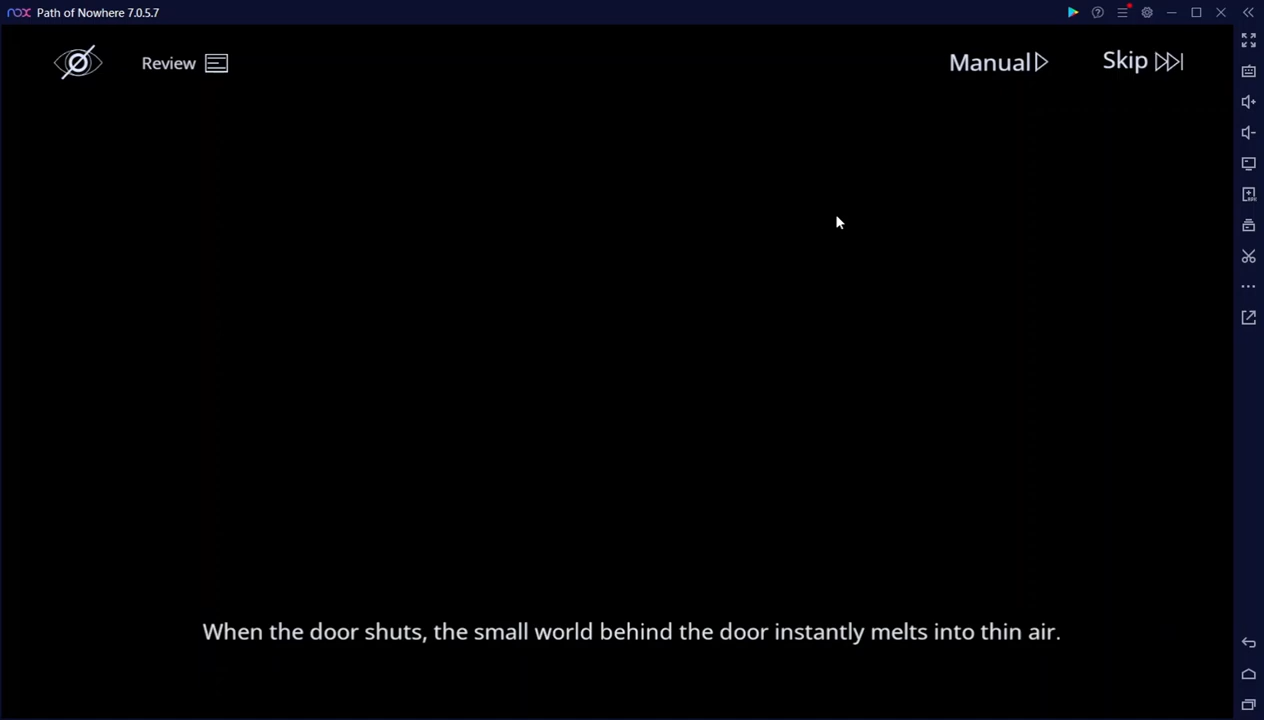 nox Path of Nowhere 7.0.5.7
Review
Manual
Skip
When the door shuts, the small world behind the door instantly melts into thin air.